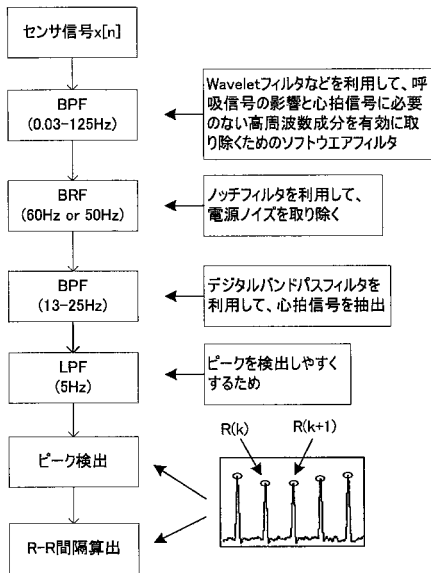 センサ信号x[n]
BPF
(0.03-125Hz)
Waveletフィルタなどを利用して、呼
吸信号の影響と心拍信号に必要
のない高周波数成分を有効に取
り除くためのソフトウエアフィルタ
BRF
(60Hz or 50Hz)
ノッチフィルタを利用して、
電源ノイズを取り除く
BPF
(13-25Hz)
デジタルバンドパスフィルタを
利用して、心拍信号を抽出
LPF
(5Hz)
ピークを検出しやすく
するため
R(k)
R(k+1)
ピーク検出
R-R間隔算出